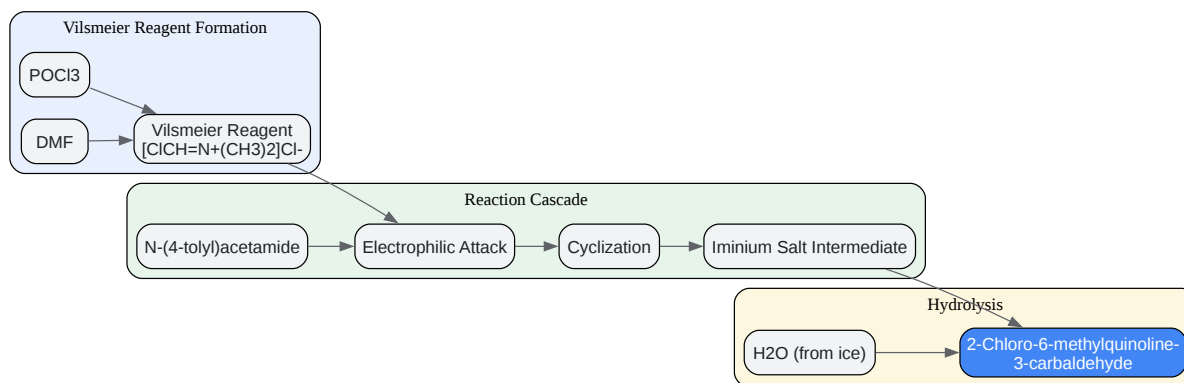 Vilsmeier Reagent Formation
POCl3
DMF
Vilsmeier Reagent
[ClCH=N+(CH3)2]Cl-
Reaction Cascade
N-(4-tolyl)acetamide
Electrophilic Attack
Cyclization
Iminium Salt Intermediate
Hydrolysis
H2O (from ice)
2-Chloro-6-methylquinoline-
3-carbaldehyde